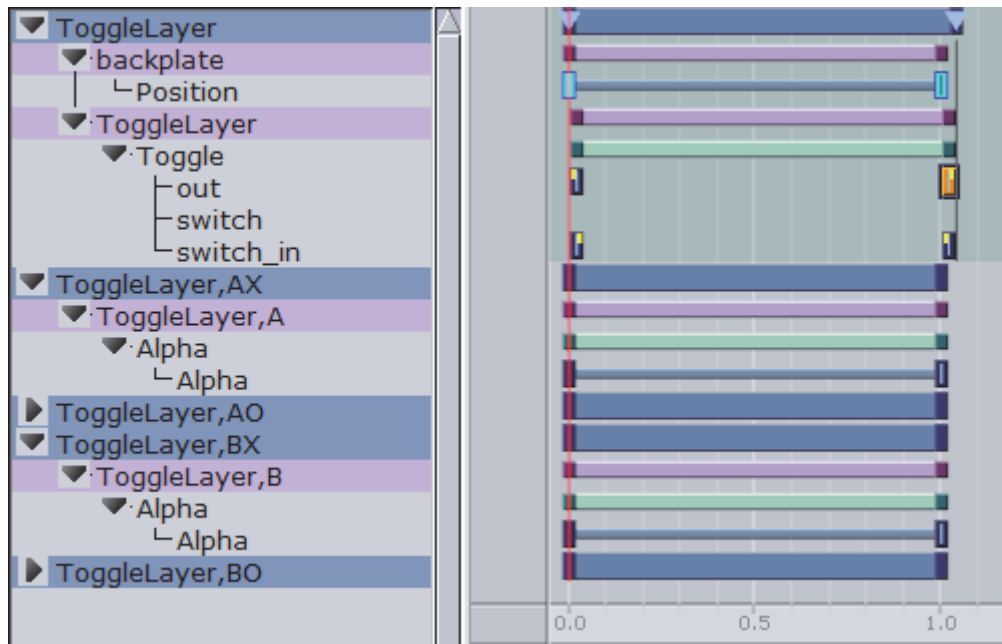 ToggleLayer
backplate
Position
ToggleLayer
Toggle
out
switch
switch_in
ToggleLayer,AX
ToggleLayer,A
Alpha
Alpha
ToggleLayer,AO
ToggleLayer,BX
ToggleLayer,B
Alpha
Alpha
ToggleLayer,BO
0.0 0.5 1.0